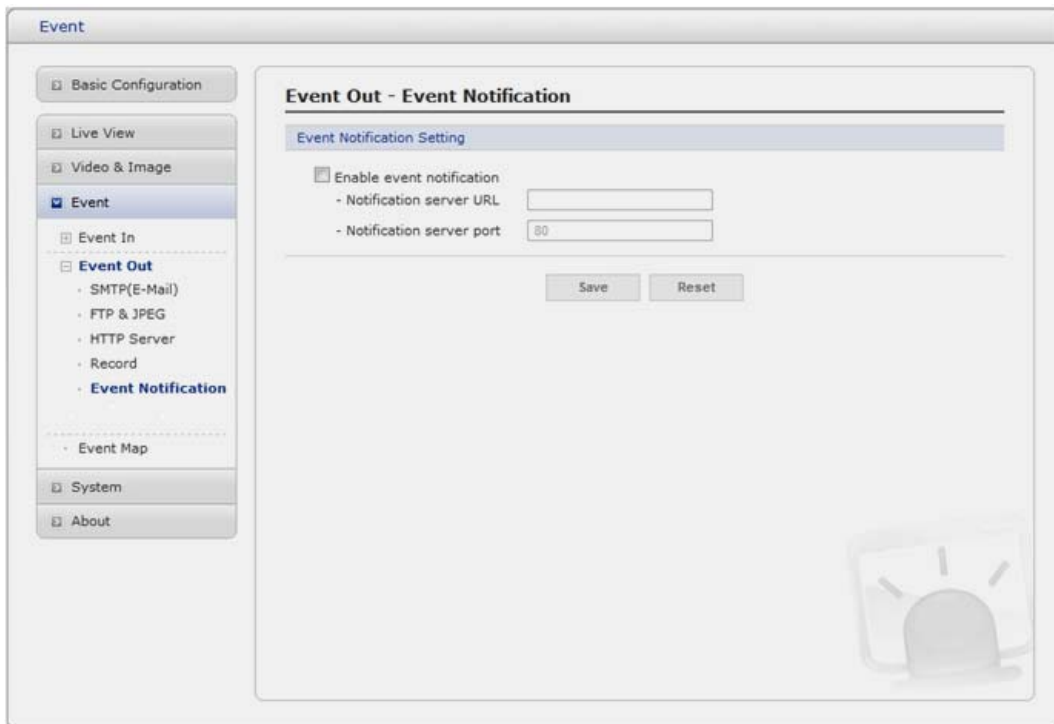 Event
Basic Configuration
Live View
Video & Image
Event
Event In
Event Out
SMTP(E-Mail)
FTP & JPEG
HTTP Server
Record
Event Notification
Event Map
System
About
Event Out - Event Notification
Event Notification Setting
Enable event notification
- Notification server URL
- Notification server port 80
Save Reset